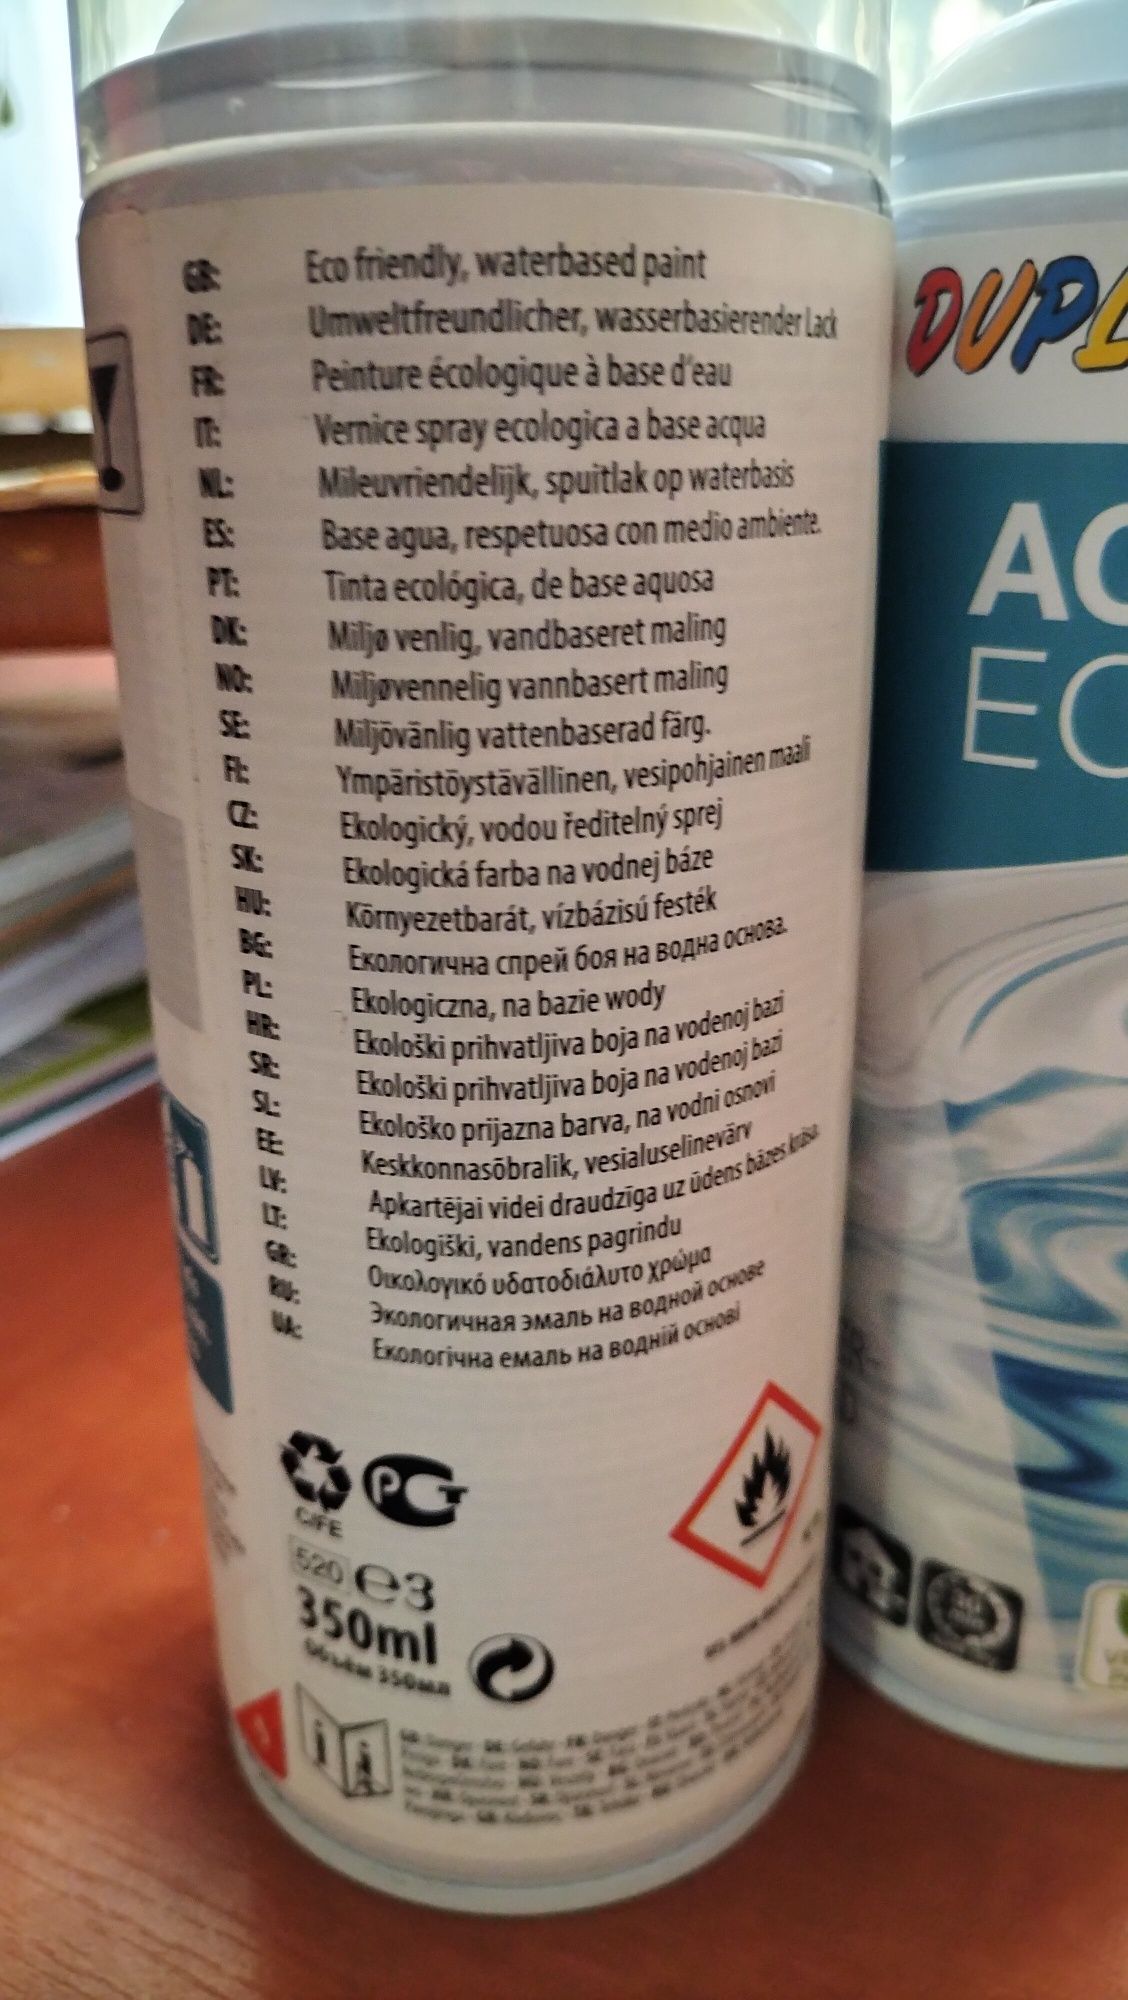 GB: Eco friendly, waterbased paint
DE: Umweltfreundlicher, wasserbasierender Lack
FR: Peinture écologique à base d'eau
IT: Vernice spray ecologica a base acqua
NL: Mileuvriendelijk, spuitlak op waterbasis
ES: Base agua, respetuosa con medio ambiente.
PT: Tinta ecológica, de base aquosa
DK: Miljø venlig, vandbaseret maling
NO: Miljøvennelig vannbasert maling
SE: Miljövänlig vattenbaserad färg.
FI: Ympäristöystävällinen, vesipohjainen maali
CZ: Ekologický, vodou ředitelný sprej
SK: Ekologická farba na vodnej báze
HU: Környezetbarát, vízbázisú festék
BG: Екологична спрей боя на водна основа.
PL: Ekologiczna, na bazie wody
HR: Ekološki prihvatljiva boja na vodenoj bazi
SR: Ekološki prihvatljiva boja na vodenoj bazi
SL: Ekološko prijazna barva, na vodni osnovi
EE: Keskkonnasõbralik, vesialuselinevärv
LV: Apkartējai videi draudzīga uz ūdens bāzes krāsa.
LT: Ekologiški, vandens pagrindu
GR: Οικολογικό υδατοδιάλυτο χρώμα
RU: Экологичная эмаль на водной основе
UA: Екологічна емаль на водній основі
PG
C/FE
520 e3
350ml
Объём 350мл
DUPL
AQ
EC